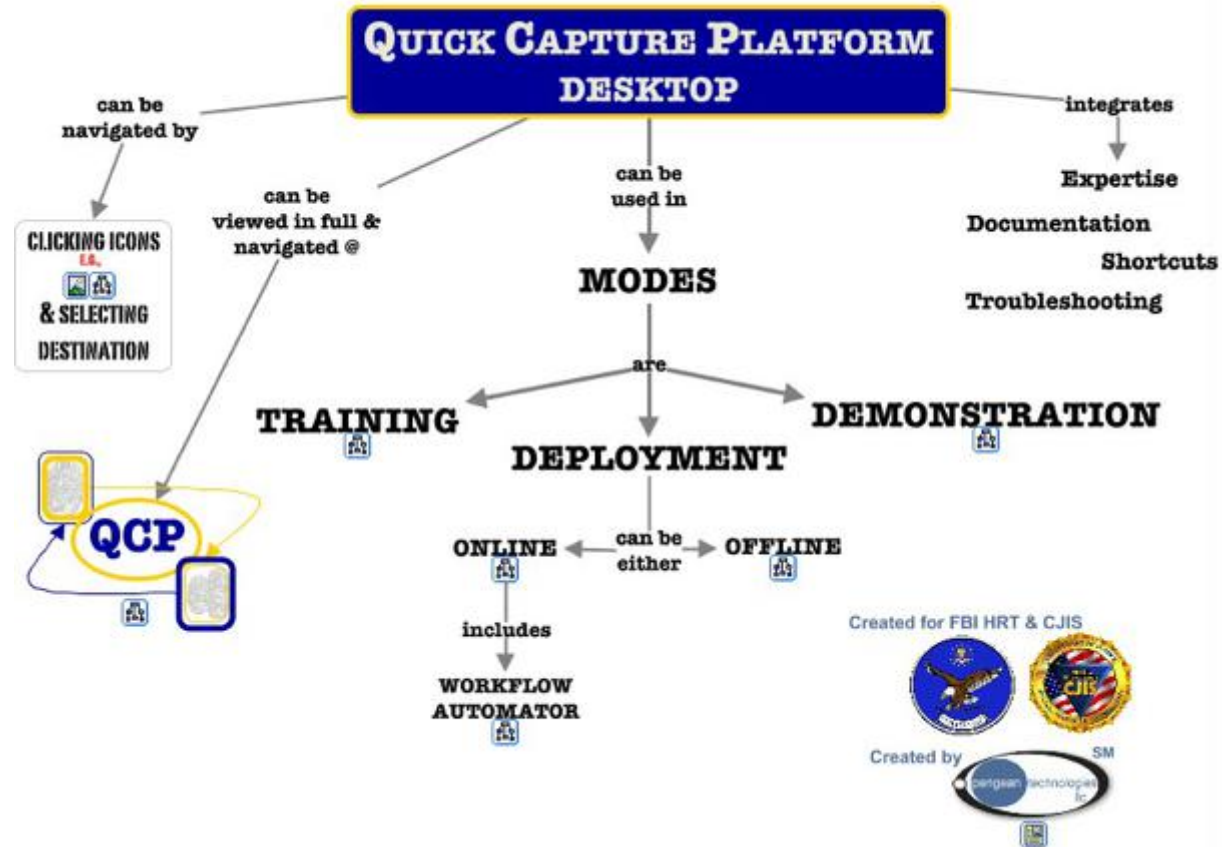 QUICK CAPTURE PLATFORM
DESKTOP
can be
navigated by
CLICKING ICONS
E.G.,
& SELECTING
DESTINATION
can be
viewed in full &
navigated @
QCP
can be
used in
MODES
are
TRAINING
DEPLOYMENT
DEMONSTRATION
can be
either
ONLINE
OFFLINE
includes
WORKFLOW
AUTOMATOR
integrates
Expertise
Documentation
Shortcuts
Troubleshooting
Created for FBI HRT & CJIS
CJIS
Created by
SM
technologies